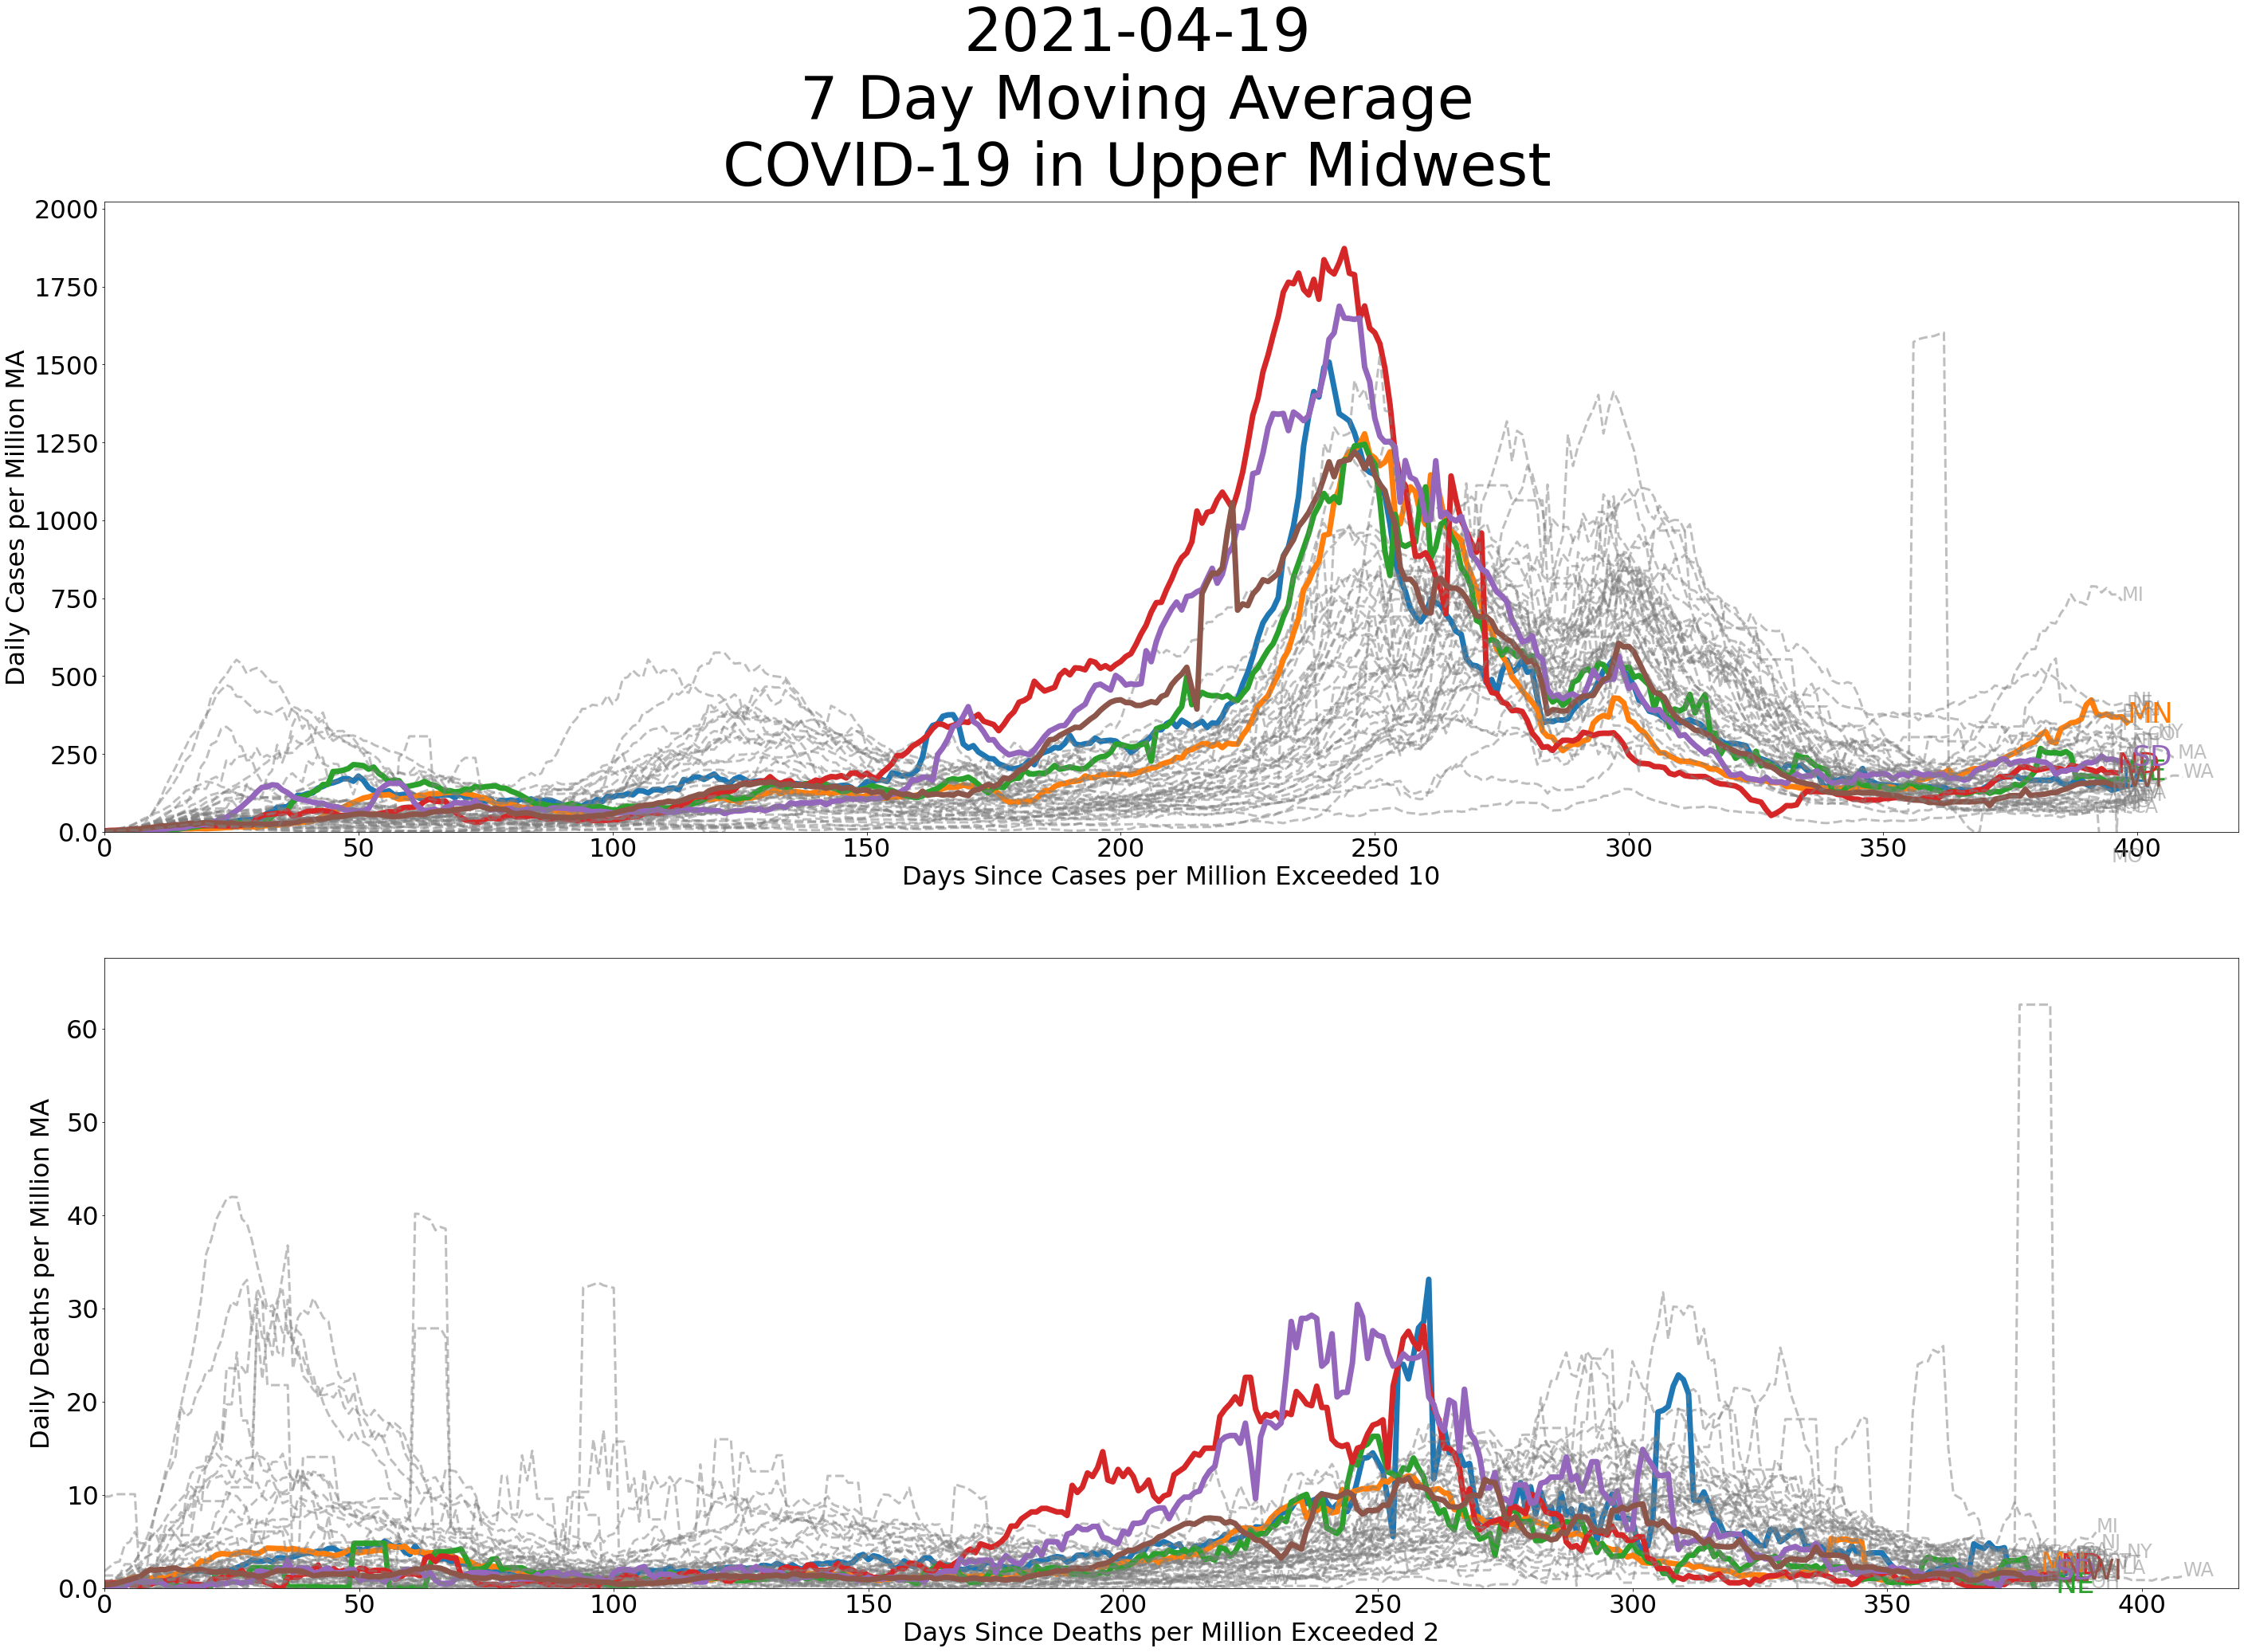 2021-04-19
7 Day Moving Average
COVID-19 in Upper Midwest
Daily Cases per Million MA
2000
1750
1500
1250
1000
750
500
250
0.0
0 50 100 150 200 250 300 350 400
MI
MN
NY
SD
MA
ND
WA
CA
MO
Days Since Cases per Million Exceeded 10
Daily Deaths per Million MA
60
50
40
30
20
10
0.0
0 50 100 150 200 250 300 350 400
MI
NY
WI
WA
NE
Days Since Deaths per Million Exceeded 2